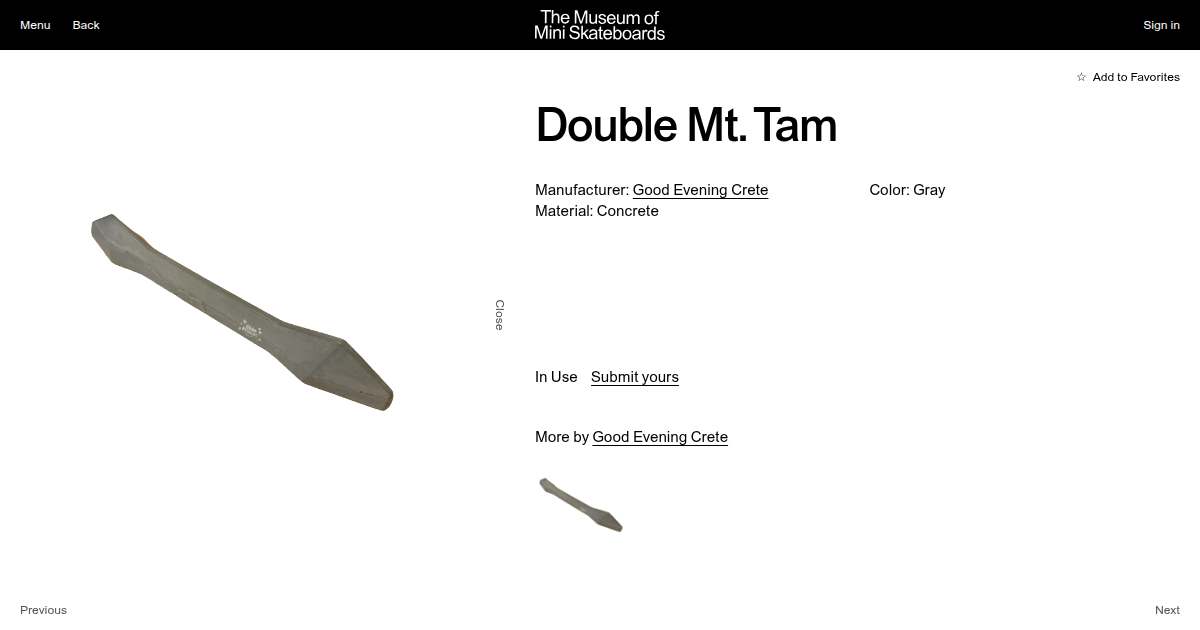 Menu
Back
The Museum of
Mini Skateboards
Sign in
☆ Add to Favorites
Double Mt. Tam
Manufacturer: Good Evening Crete
Color: Gray
Material: Concrete
Close
In Use Submit yours
More by Good Evening Crete
Previous
Next